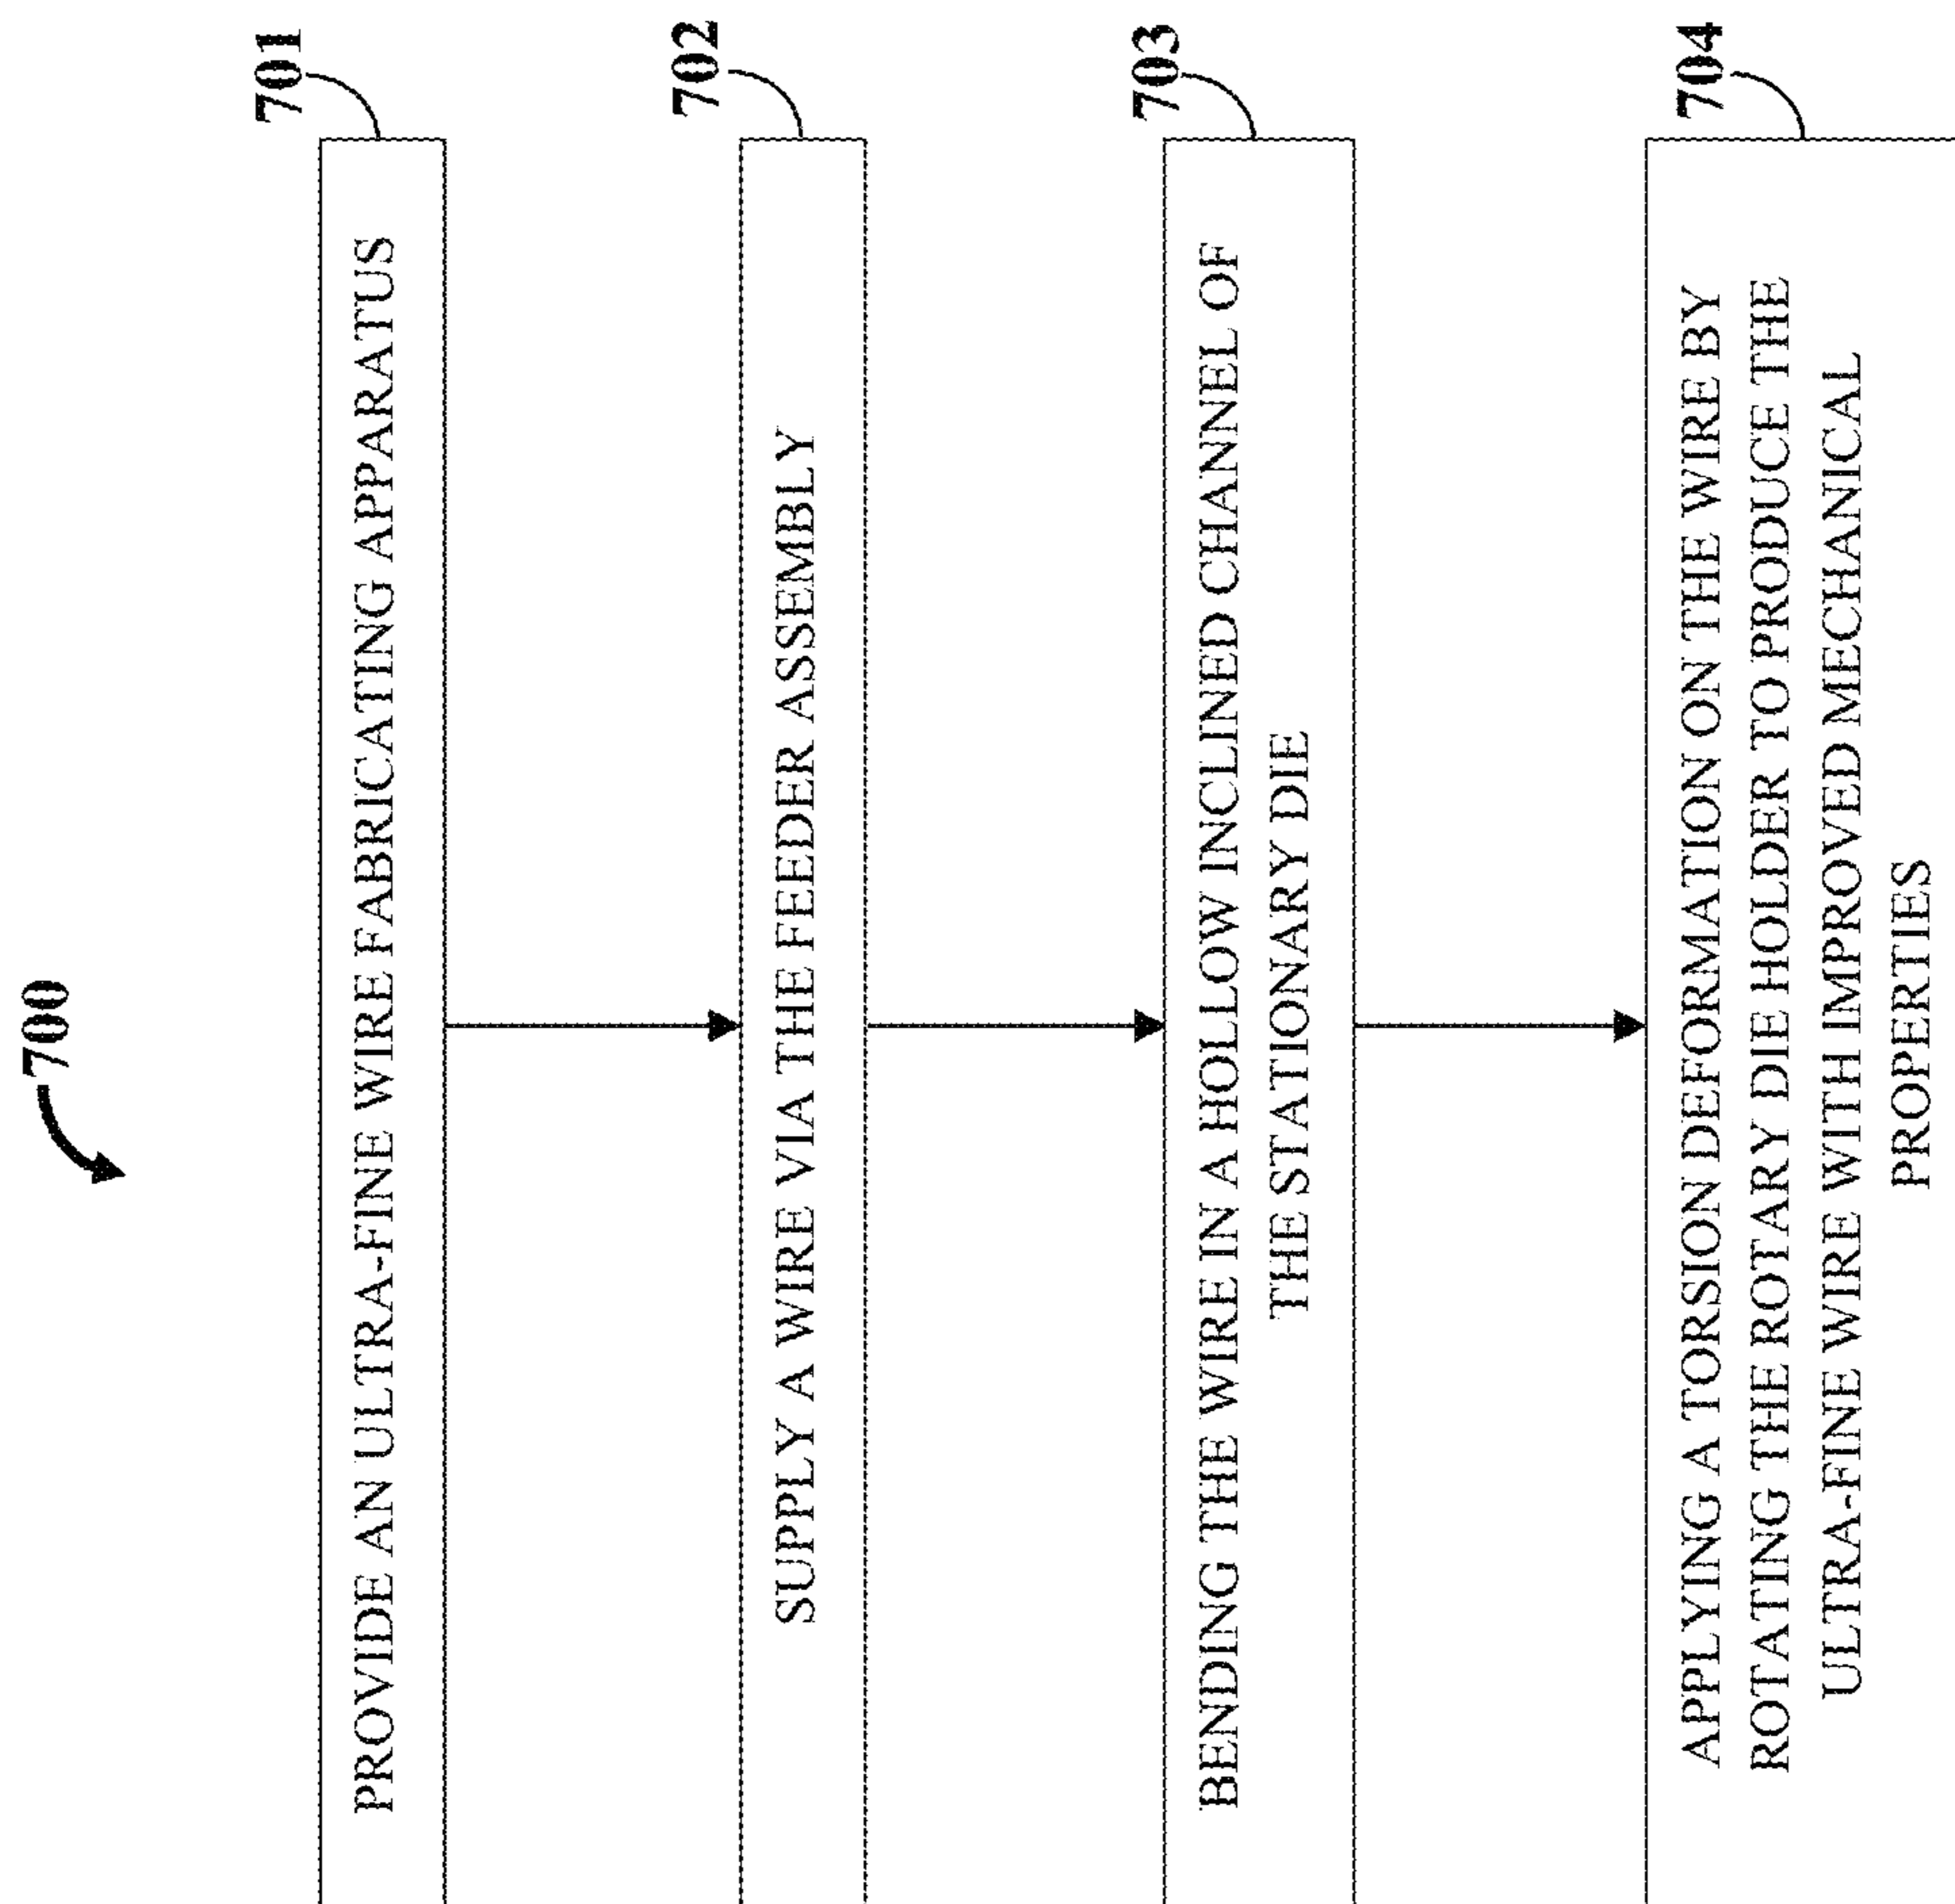 700
701
PROVIDE AN ULTRA-FINE WIRE FABRICATING APPARATUS
702
SUPPLY A WIRE VIA THE FEEDER ASSEMBLY
703
BENDING THE WIRE IN A HOLLOW INCLINED CHANNEL OF
THE STATIONARY DIE
704
APPLYING A TORSION DEFORMATION ON THE WIRE BY
ROTATING THE ROTARY DIE HOLDER TO PRODUCE THE
ULTRA-FINE WIRE WITH IMPROVED MECHANICAL
PROPERTIES